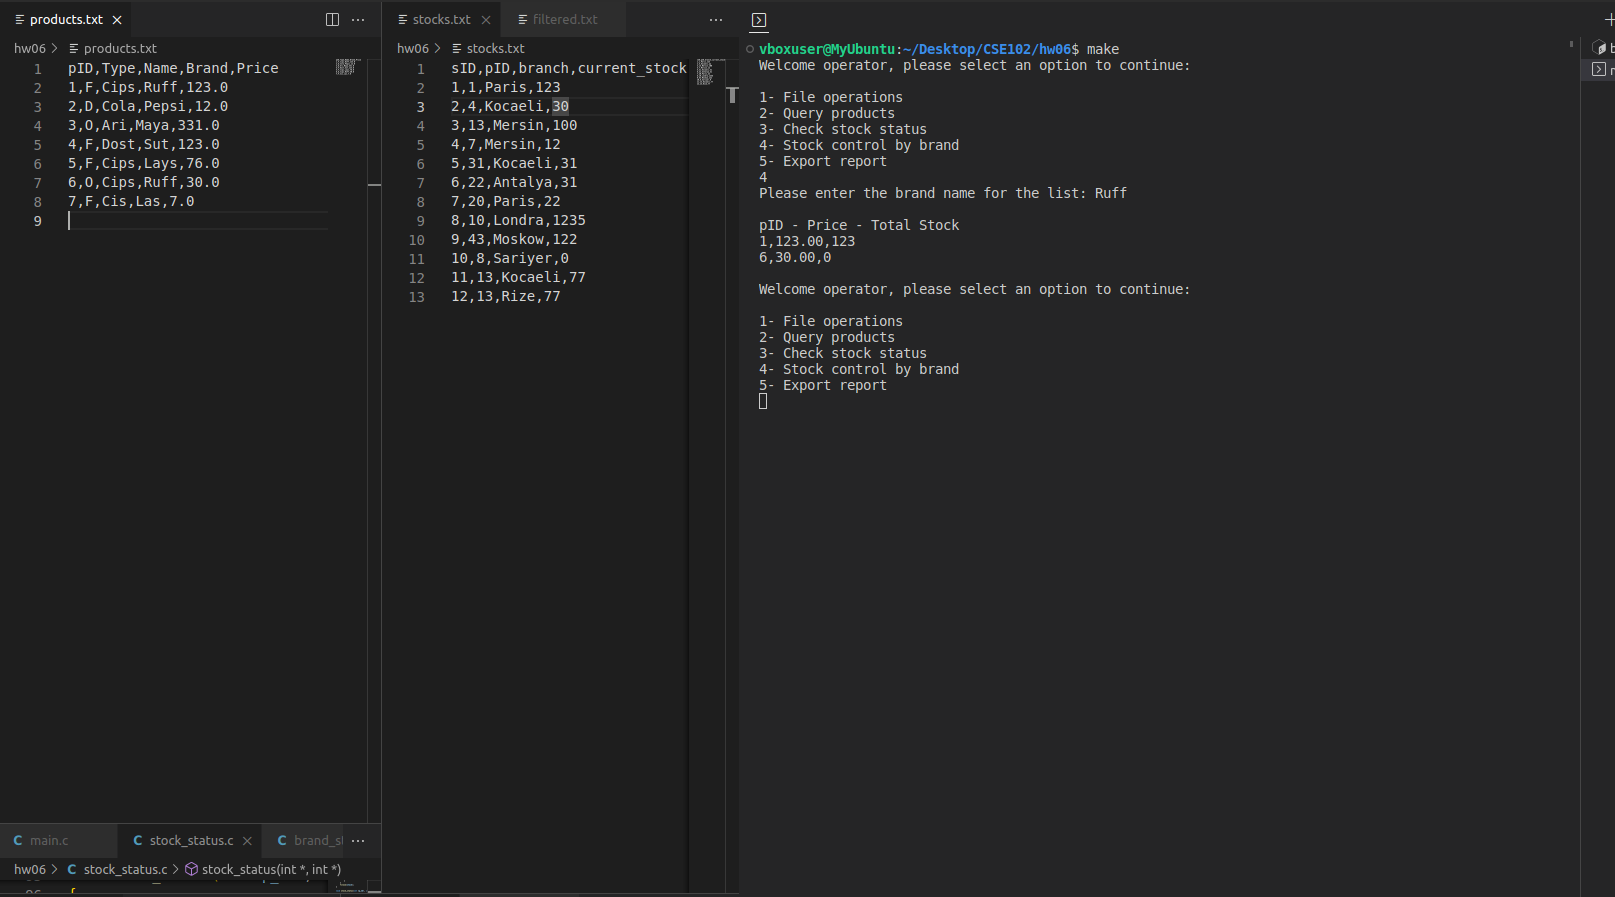 products.txt
hw06 > products.txt
1 pID,Type,Name,Brand,Price
2 1,F,Cips,Ruff,123.0
3 2,D,Cola,Pepsi,12.0
4 3,O,Ari,Maya,331.0
5 4,F,Dost,Sut,123.0
6 5,F,Cips,Lays,76.0
7 6,O,Cips,Ruff,30.0
8 7,F,Cis,Las,7.0
9
main.c
stock_status.c
hw06 > C stock_status.c > stock_status(int *, int *)
stocks.txt
filtered.txt
hw06 > stocks.txt
1 sID,pID,branch,current_stock
2 1,1,Paris,123
3 2,4,Kocaeli,30
4 3,13,Mersin,100
5 4,7,Mersin,12
6 5,31,Kocaeli,31
7 6,22,Antalya,31
8 7,20,Paris,22
9 8,10,Londra,1235
10 9,43,Moskow,122
11 10,8,Sariyer,0
12 11,13,Kocaeli,77
13 12,13,Rize,77
vboxuser@MyUbuntu:~/Desktop/CSE102/hw06$ make
Welcome operator, please select an option to continue:
1- File operations
2- Query products
3- Check stock status
4- Stock control by brand
5- Export report
4
Please enter the brand name for the list: Ruff
pID - Price - Total Stock
1,123.00,123
6,30.00,0
Welcome operator, please select an option to continue:
1- File operations
2- Query products
3- Check stock status
4- Stock control by brand
5- Export report